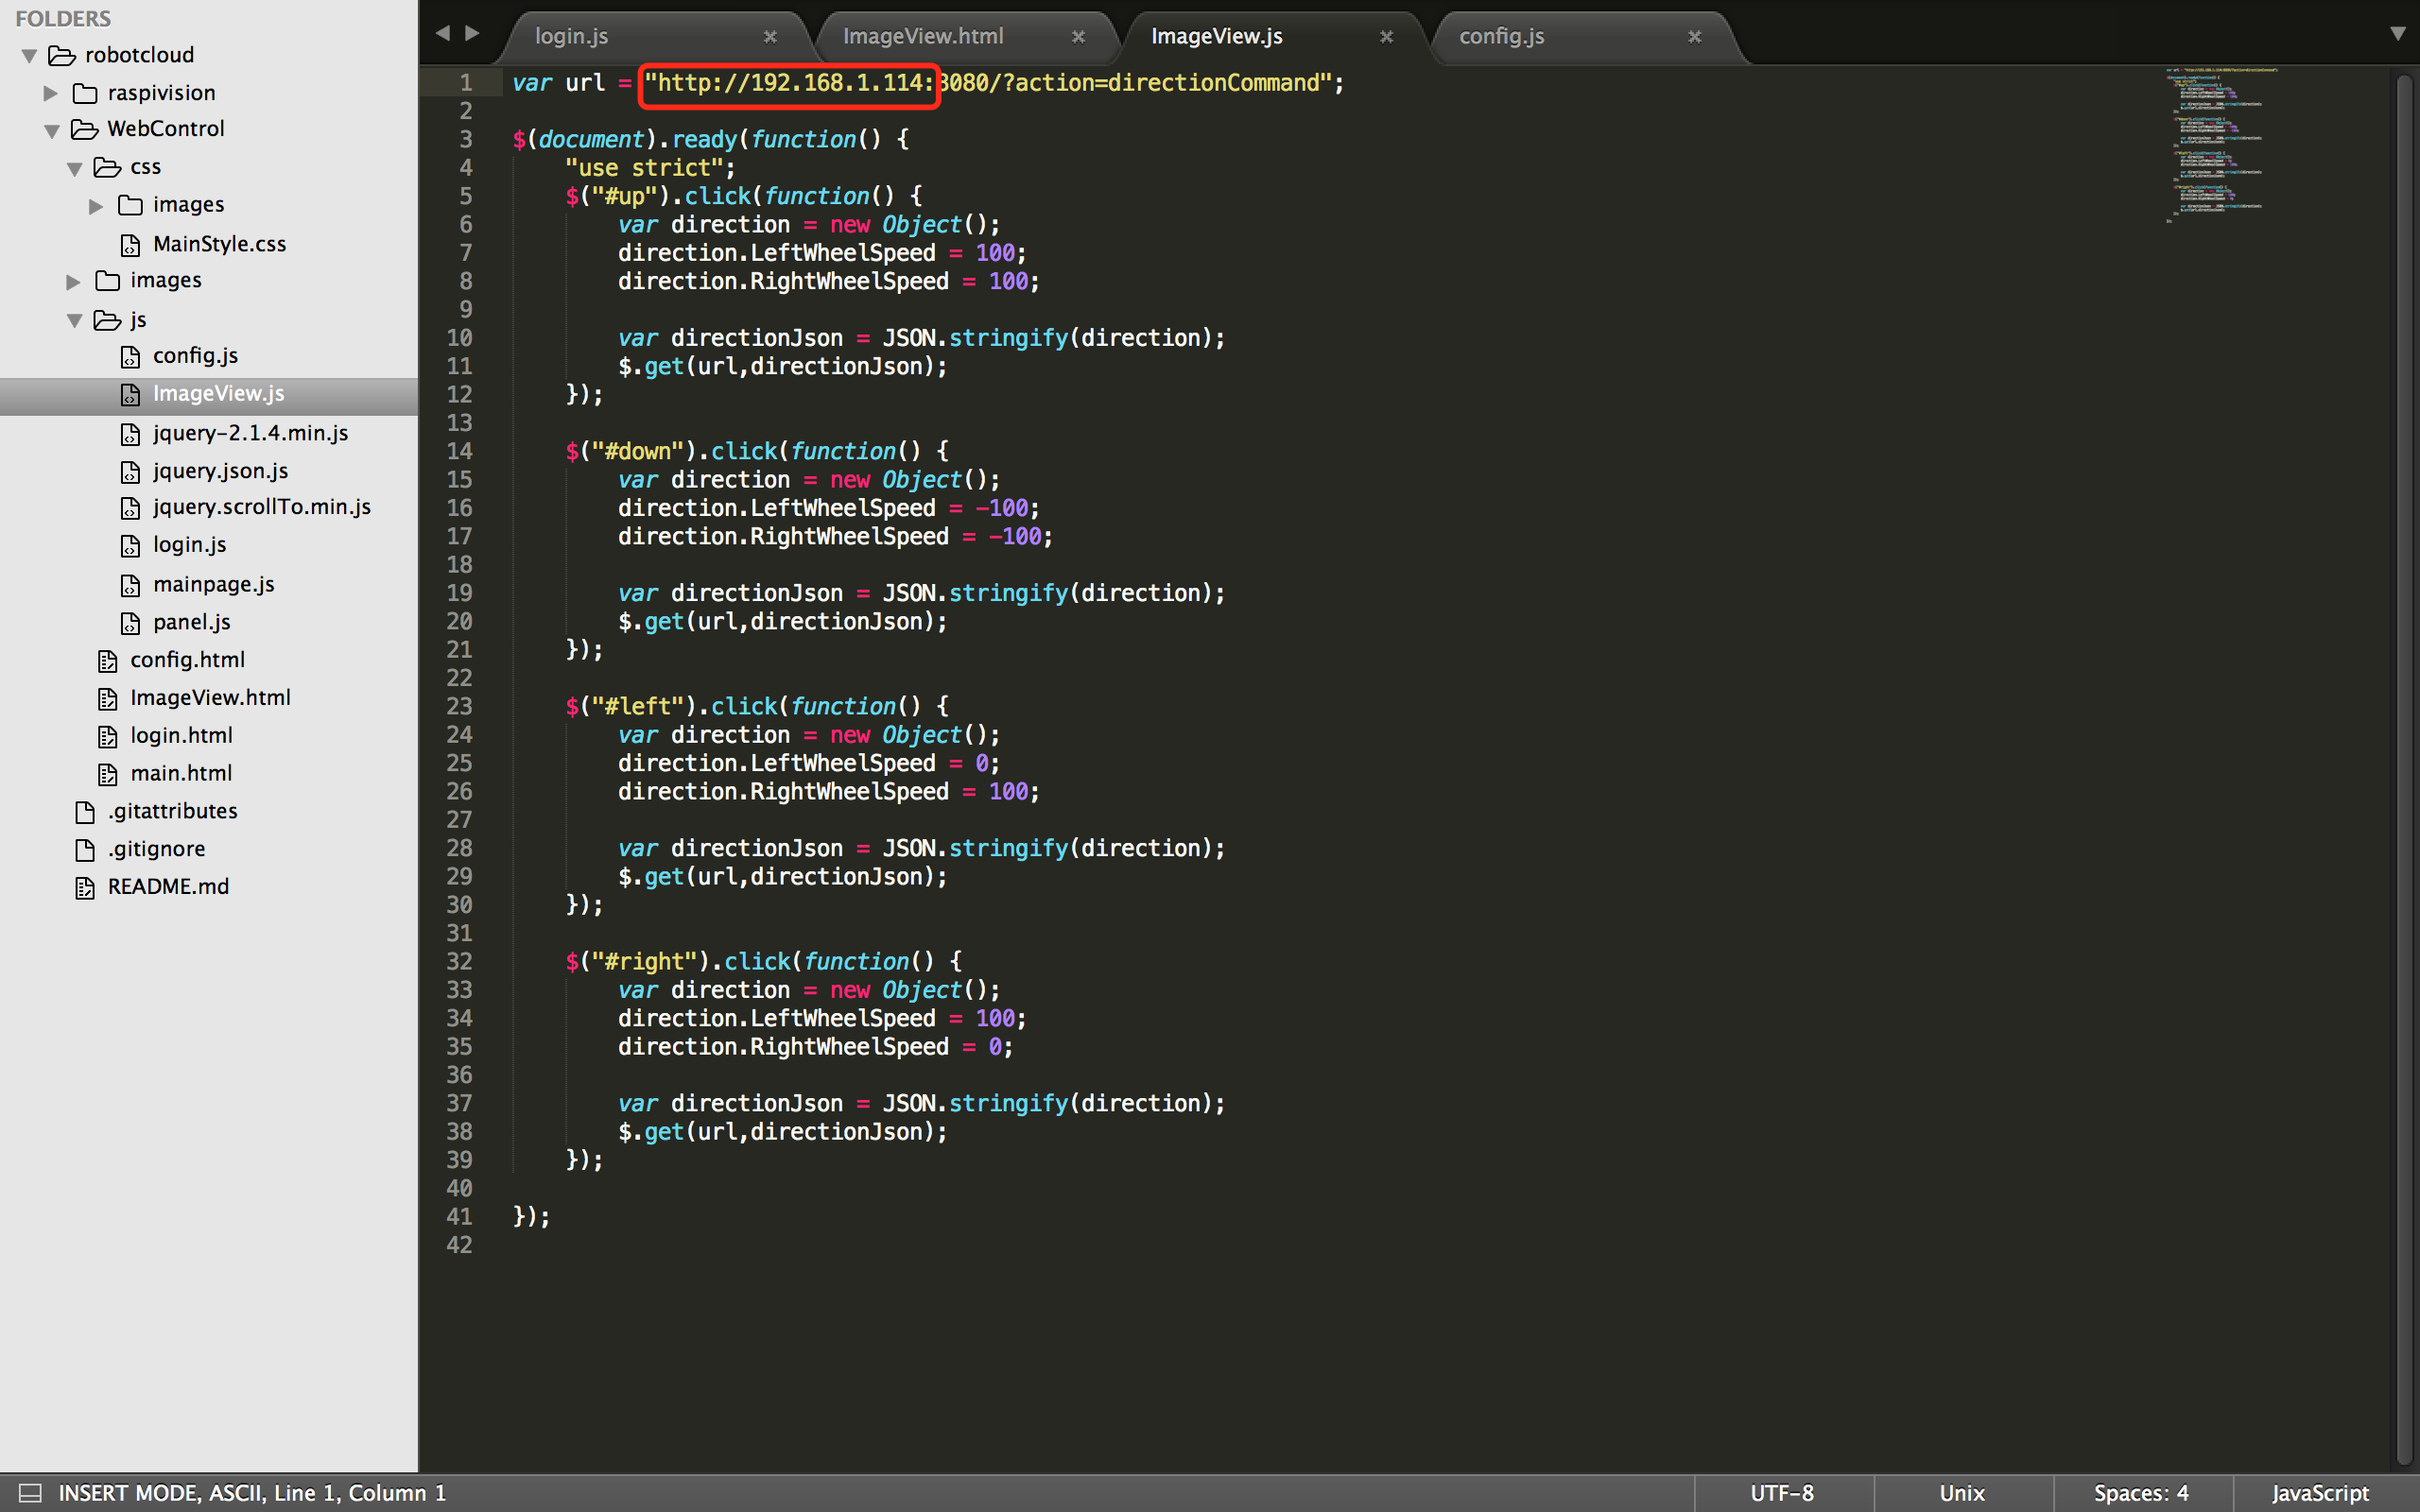 FOLDERS
robotcloud
raspivision
WebControl
css
images
MainStyle.css
images
js
config.js
ImageView.js
jquery-2.1.4.min.js
jquery.json.js
jquery.scrollTo.min.js
login.js
mainpage.js
panel.js
config.html
ImageView.html
login.html
main.html
.gitattributes
.gitignore
README.md
login.js ImageView.html ImageView.js config.js
1 var url = "http://192.168.1.114:8080/?action=directionCommand";
2
3 $(document).ready(function() {
4 "use strict";
5 $("#up").click(function() {
6 var direction = new Object();
7 direction.LeftWheelSpeed = 100;
8 direction.RightWheelSpeed = 100;
9
10 var directionJson = JSON.stringify(direction);
11 $.get(url,directionJson);
12 });
13
14 $("#down").click(function() {
15 var direction = new Object();
16 direction.LeftWheelSpeed = -100;
17 direction.RightWheelSpeed = -100;
18
19 var directionJson = JSON.stringify(direction);
20 $.get(url,directionJson);
21 });
22
23 $("#left").click(function() {
24 var direction = new Object();
25 direction.LeftWheelSpeed = 0;
26 direction.RightWheelSpeed = 100;
27
28 var directionJson = JSON.stringify(direction);
29 $.get(url,directionJson);
30 });
31
32 $("#right").click(function() {
33 var direction = new Object();
34 direction.LeftWheelSpeed = 100;
35 direction.RightWheelSpeed = 0;
36
37 var directionJson = JSON.stringify(direction);
38 $.get(url,directionJson);
39 });
40
41 });
42
INSERT MODE, ASCII, Line 1, Column 1 UTF-8 Unix Spaces: 4 JavaScript